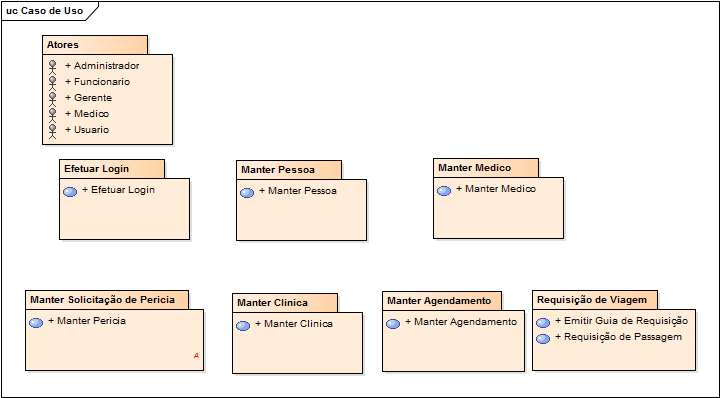 uc Caso de Uso
Atores
+ Administrador
+ Funcionario
+ Gerente
+ Medico
+ Usuario
Efetuar Login
+ Efetuar Login
Manter Pessoa
+ Manter Pessoa
Manter Medico
+ Manter Medico
Manter Solicitação de Pericia
+ Manter Pericia
A
Manter Clinica
+ Manter Clinica
Manter Agendamento
+ Manter Agendamento
Requisição de Viagem
+ Emitir Guia de Requisição
+ Requisição de Passagem